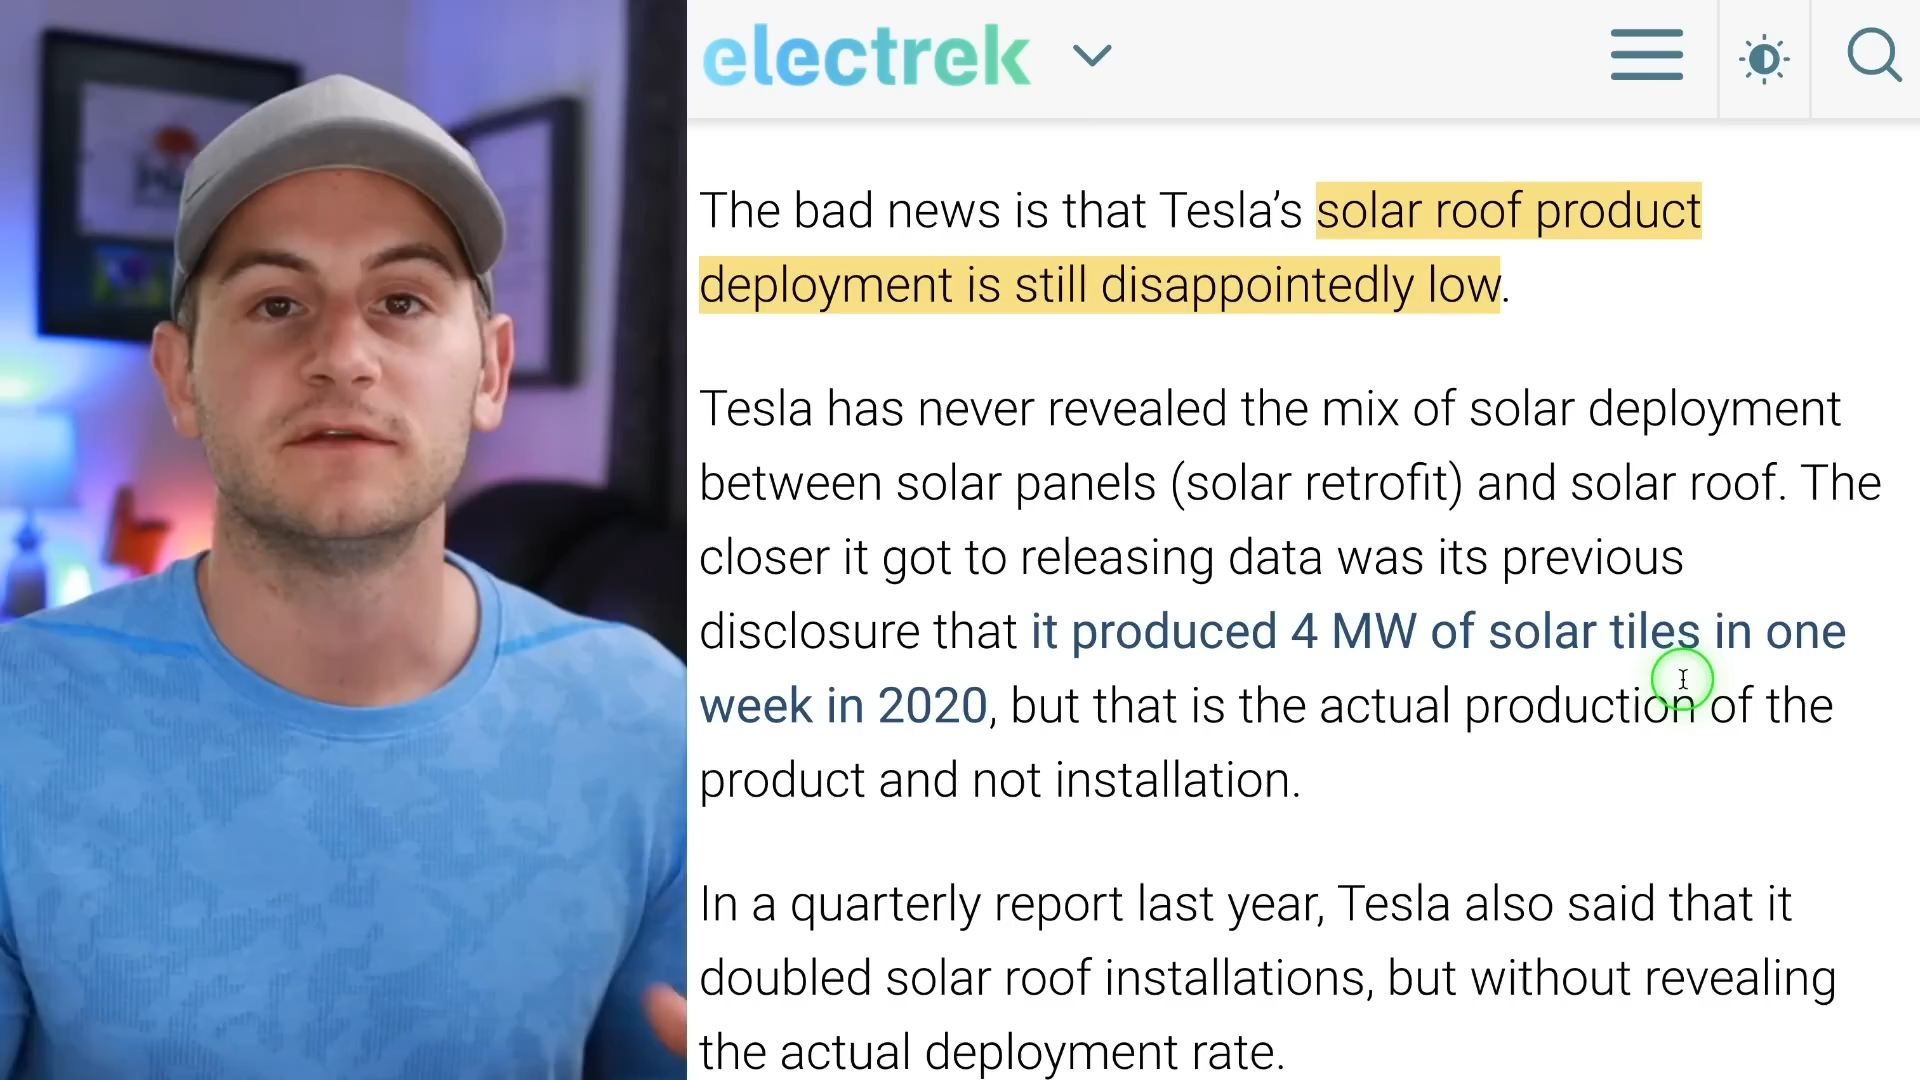 electrek
The bad news is that Tesla’s solar roof product
deployment is still disappointedly low.
Tesla has never revealed the mix of solar deployment
between solar panels (solar retrofit) and solar roof. The
closer it got to releasing data was its previous
disclosure that it produced 4 MW of solar tiles in one
week in 2020, but that is the actual production of the
product and not installation.
In a quarterly report last year, Tesla also said that it
doubled solar roof installations, but without revealing
the actual deployment rate.